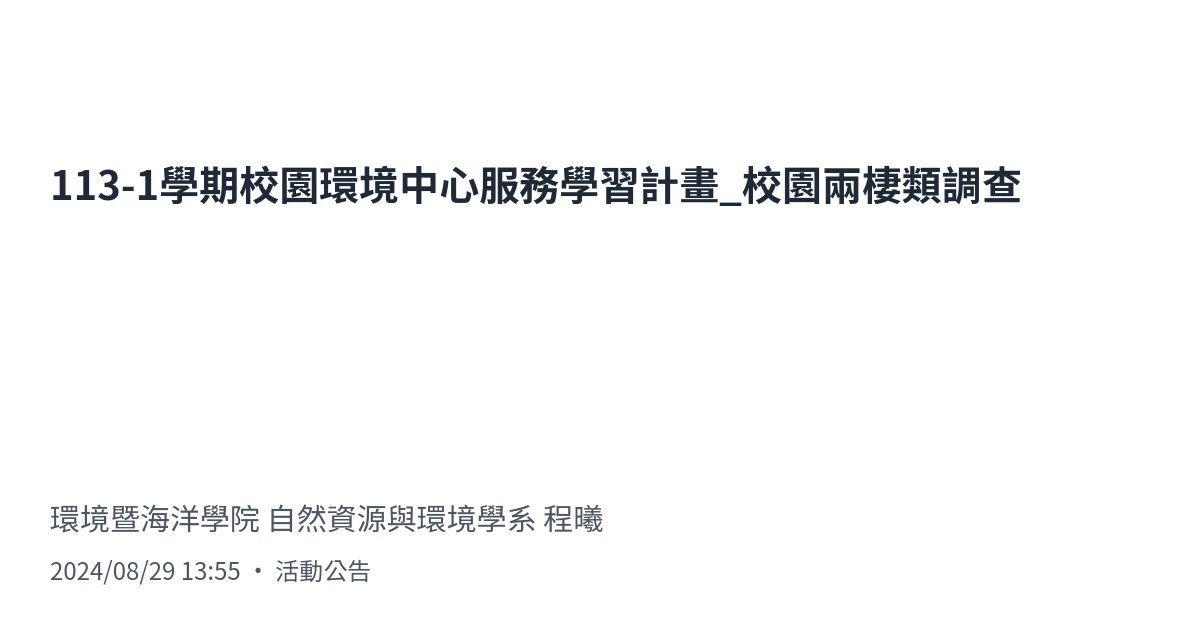 113-1學期校園環境中心服務學習計畫_校園兩棲類調查
環境暨海洋學院 自然資源與環境學系 程曦
2024/08/29 13:55 • 活動公告